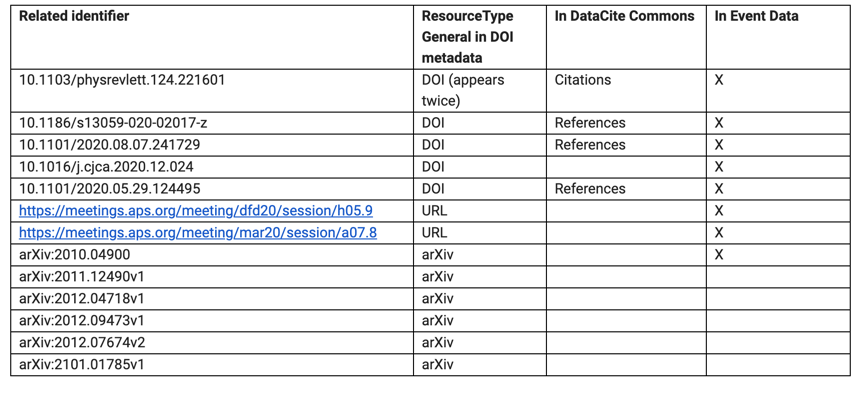 Related identifier ResourceType General in DOI metadata In DataCite Commons In Event Data
10.1103/physrevlett.124.221601 DOI (appears twice) Citations X
10.1186/s13059-020-02017-z DOI References X
10.1101/2020.08.07.241729 DOI References X
10.1016/j.cjca.2020.12.024 DOI X
10.1101/2020.05.29.124495 DOI References X
https://meetings.aps.org/meeting/dfd20/session/h05.9 URL X
https://meetings.aps.org/meeting/mar20/session/a07.8 URL X
arXiv:2010.04900 arXiv X
arXiv:2011.12490v1 arXiv
arXiv:2012.04718v1 arXiv
arXiv:2012.09473v1 arXiv
arXiv:2012.07674v2 arXiv
arXiv:2101.01785v1 arXiv